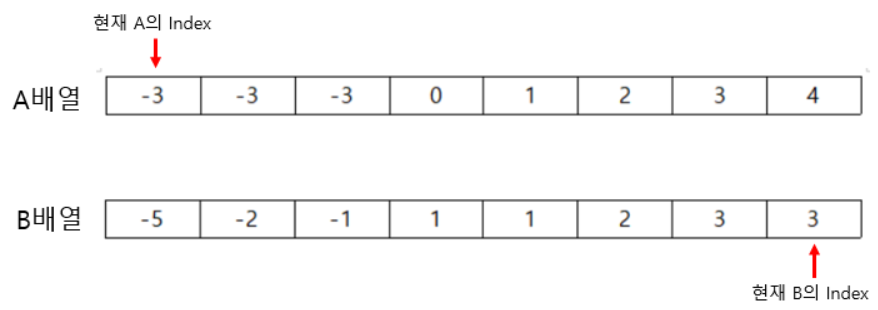 현재 A의 Index
A배열 -3 -3 -3 0 1 2 3 4
B배열 -5 -2 -1 1 1 2 3 3
현재 B의 Index